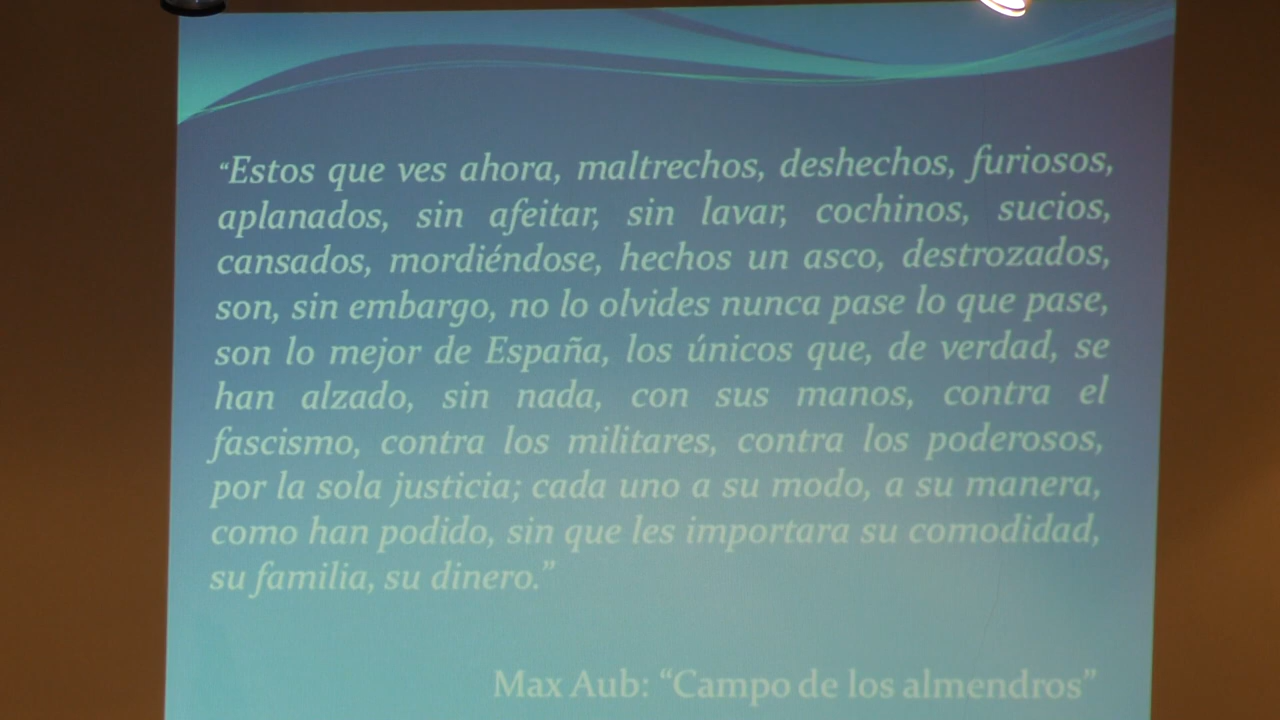 “Estos que ves ahora, maltrechos, deshechos, furiosos,
aplanados, sin afeitar, sin lavar, cochinos, sucios,
cansados, mordiéndose, hechos un asco, destrozados,
son, sin embargo, no lo olvides nunca pase lo que pase,
son lo mejor de España, los únicos que, de verdad, se
han alzado, sin nada, con sus manos, contra el
fascismo, contra los militares, contra los poderosos,
por la sola justicia; cada uno a su modo, a su manera,
como han podido, sin que les importara su comodidad,
su familia, su dinero.”
Max Aub: “Campo de los almendros”